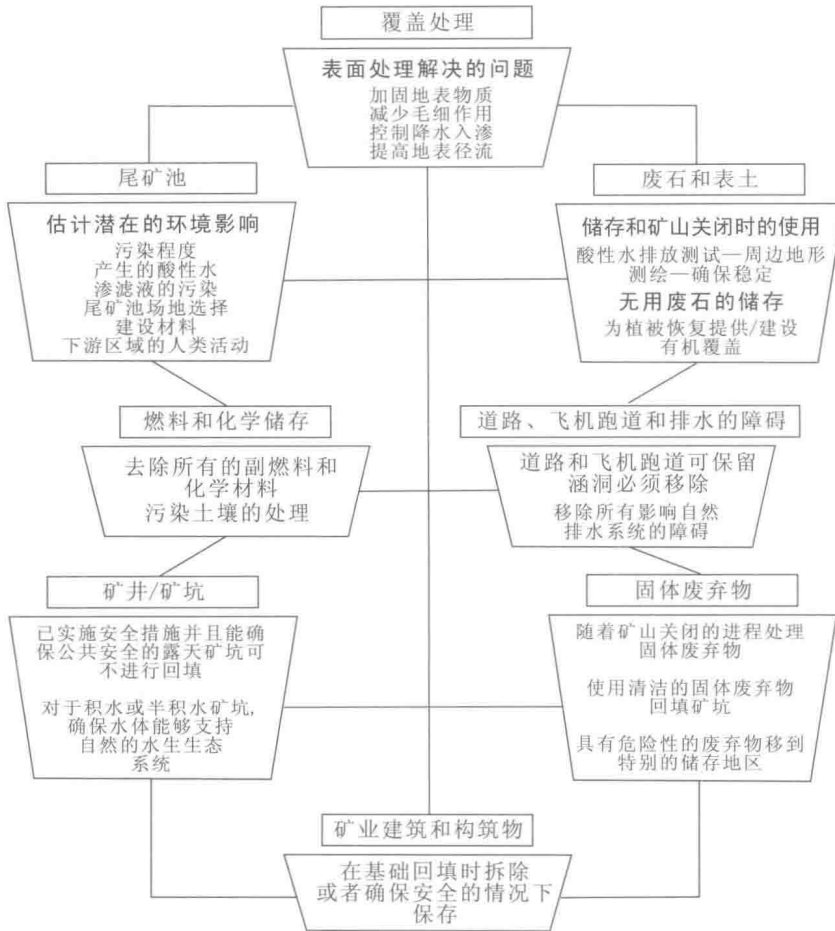 覆盖处理
表面处理解决的问题
加固地表物质
减少毛细作用
控制降水入渗
提高地表径流
尾矿池
估计潜在的环境影响
污染程度
产生的酸性水
渗滤液的污染
尾矿池场地选择
建设材料
下游区域的人类活动
废石和表土
储存和矿山关闭时的使用
酸性水排放测试—周边地形
测绘—确保稳定
无用废石的储存
为植被恢复提供/建设
有机覆盖
燃料和化学储存
去除所有的副燃料和
化学材料
污染土壤的处理
道路、飞机跑道和排水的障碍
道路和飞机跑道可保留
涵洞必须移除
移除所有影响自然
排水系统的障碍
矿井/矿坑
已实施安全措施并且能确
保公共安全的露天矿坑可
不进行回填
对于积水或半积水矿坑,
确保水体能够支持
自然的水生生态
系统
固体废弃物
随着矿山关闭的进程处理
固体废弃物
使用清洁的固体废弃物
回填矿坑
具有危险性的废弃物移到
特别的储存地区
矿业建筑和构筑物
在基础回填时拆除
或者确保安全的情况下
保存